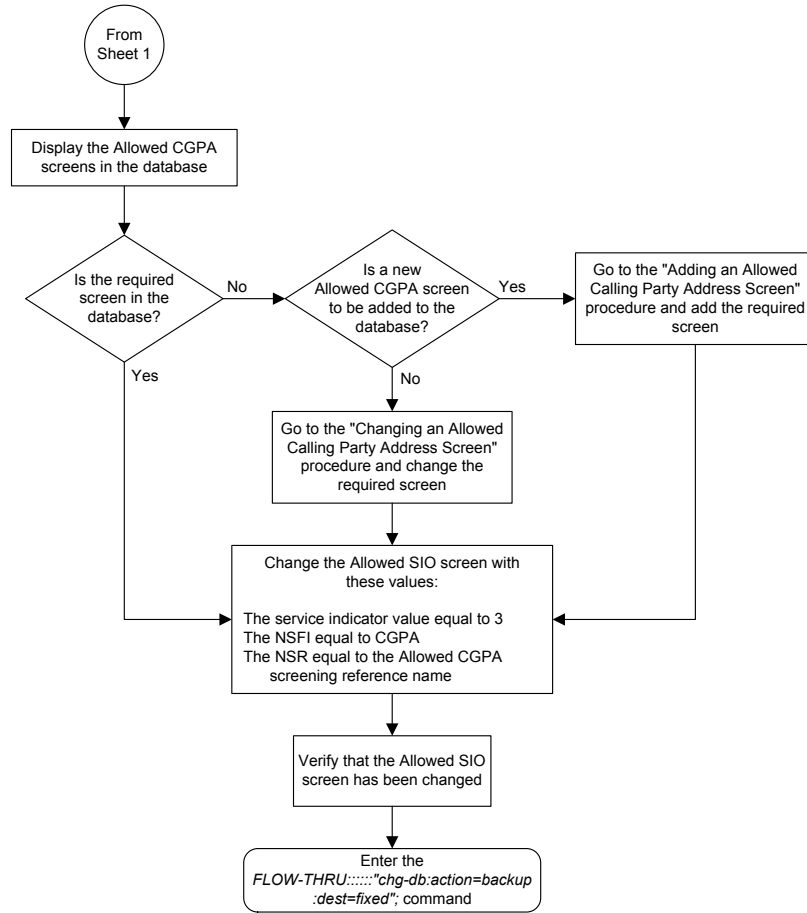 From
Sheet 1
Display the Allowed CGPA
screens in the database
Is the required
screen in the
database?
No
Yes
Is a new
Allowed CGPA screen
to be added to the
database?
Yes
No
Go to the "Adding an Allowed
Calling Party Address Screen"
procedure and add the required
screen
Go to the "Changing an Allowed
Calling Party Address Screen"
procedure and change the
required screen
Change the Allowed SIO screen with
these values:
The service indicator value equal to 3
The NSFI equal to CGPA
The NSR equal to the Allowed CGPA
screening reference name
Verify that the Allowed SIO
screen has been changed
Enter the
FLOW-THRU::::::"chg-db:action=backup
:dest=fixed"; command